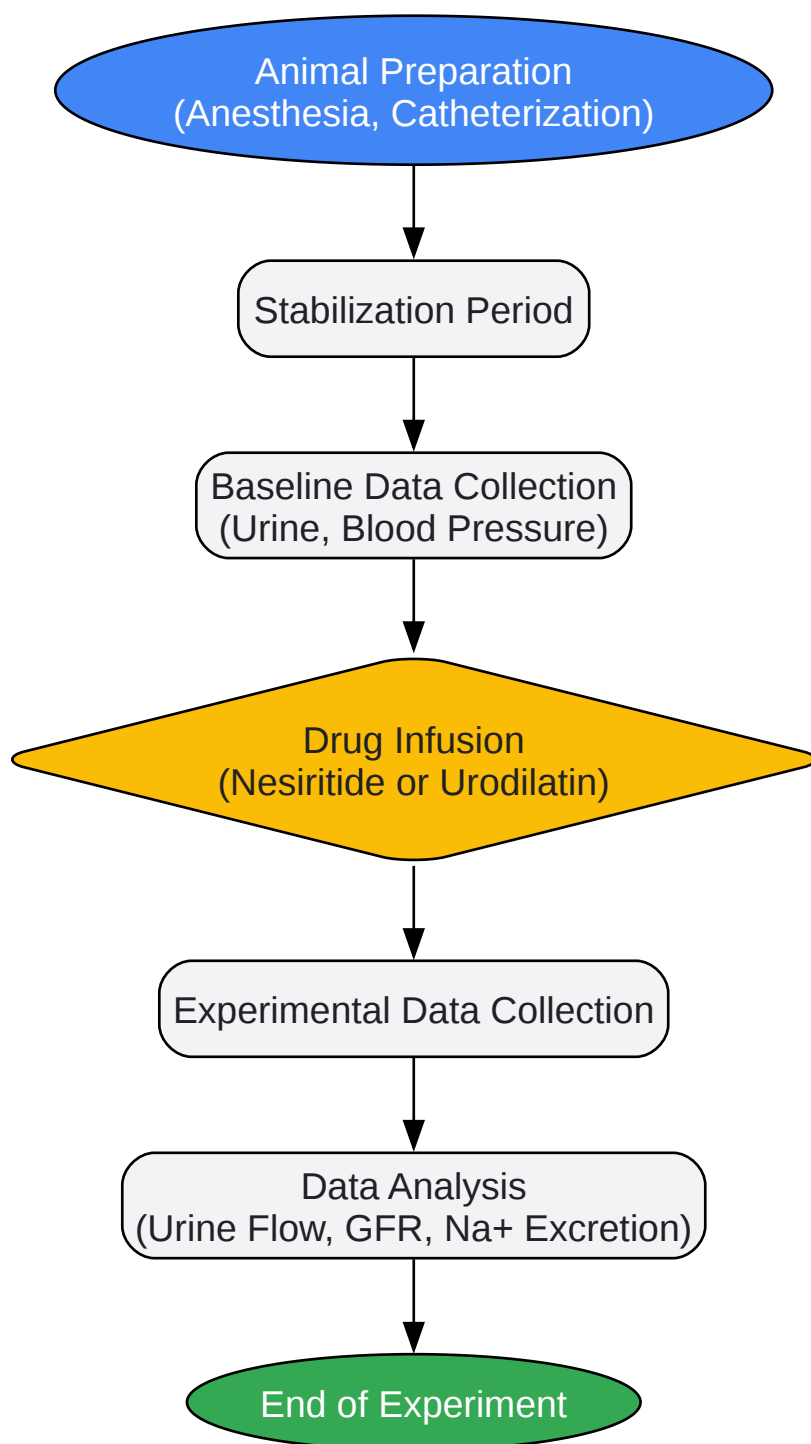 Animal Preparation
(Anesthesia, Catheterization)
Stabilization Period
Baseline Data Collection
(Urine, Blood Pressure)
Drug Infusion
(Nesiritide or Urodilatin)
Experimental Data Collection
Data Analysis
(Urine Flow, GFR, Na+ Excretion)
End of Experiment